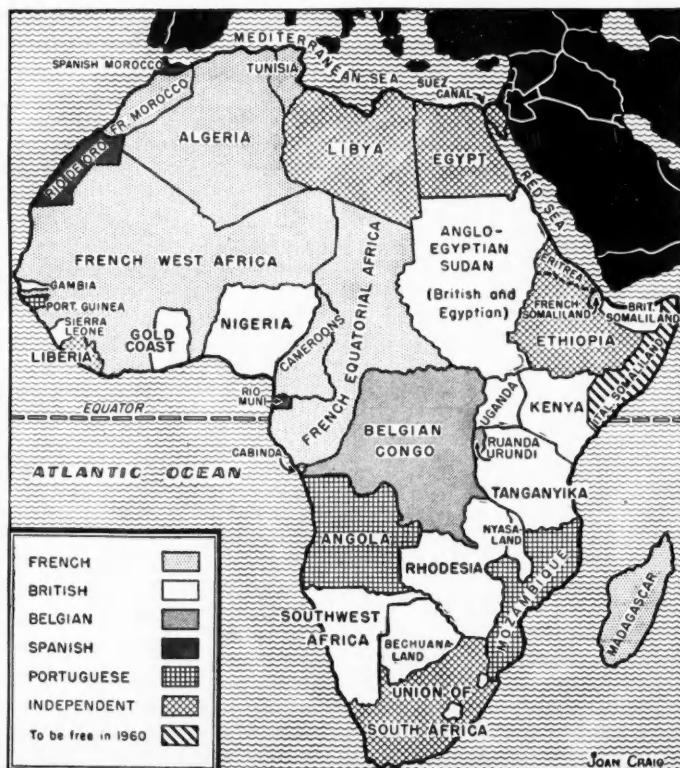 MEDITERRANEAN SEA
SPANISH MOROCCO
TUNISIA
SUEZ
CANAL
FR. MOROCCO
ALGERIA
LIBYA
EGYPT
RIO DE ORO
RED SEA
FRENCH WEST AFRICA
ANGLO-
EGYPTIAN
SUDAN
(British and
Egyptian)
ERITREA
GAMBIA
PORT. GUINEA
SIERRA
LEONE
LIBERIA
GOLD
COAST
NIGERIA
CAMEROONS
FRENCH EQUATORIAL AFRICA
FRENCH
SOMALILAND
BRIT.
SOMALILAND
ETHIOPIA
ITAL. SOMALILAND
RIO
MUNI
EQUATOR
UGANDA
KENYA
BELGIAN
CONGO
CABINDA
RUANDA
URUNDI
ATLANTIC OCEAN
TANGANYIKA
ANGOLA
NYASA-
LAND
RHODESIA
MOZAMBIQUE
MADAGASCAR
SOUTHWEST
AFRICA
BECHUANA-
LAND
UNION OF
SOUTH AFRICA
FRENCH
BRITISH
BELGIAN
SPANISH
PORTUGUESE
INDEPENDENT
To be free in 1960
JOAN CRAIG